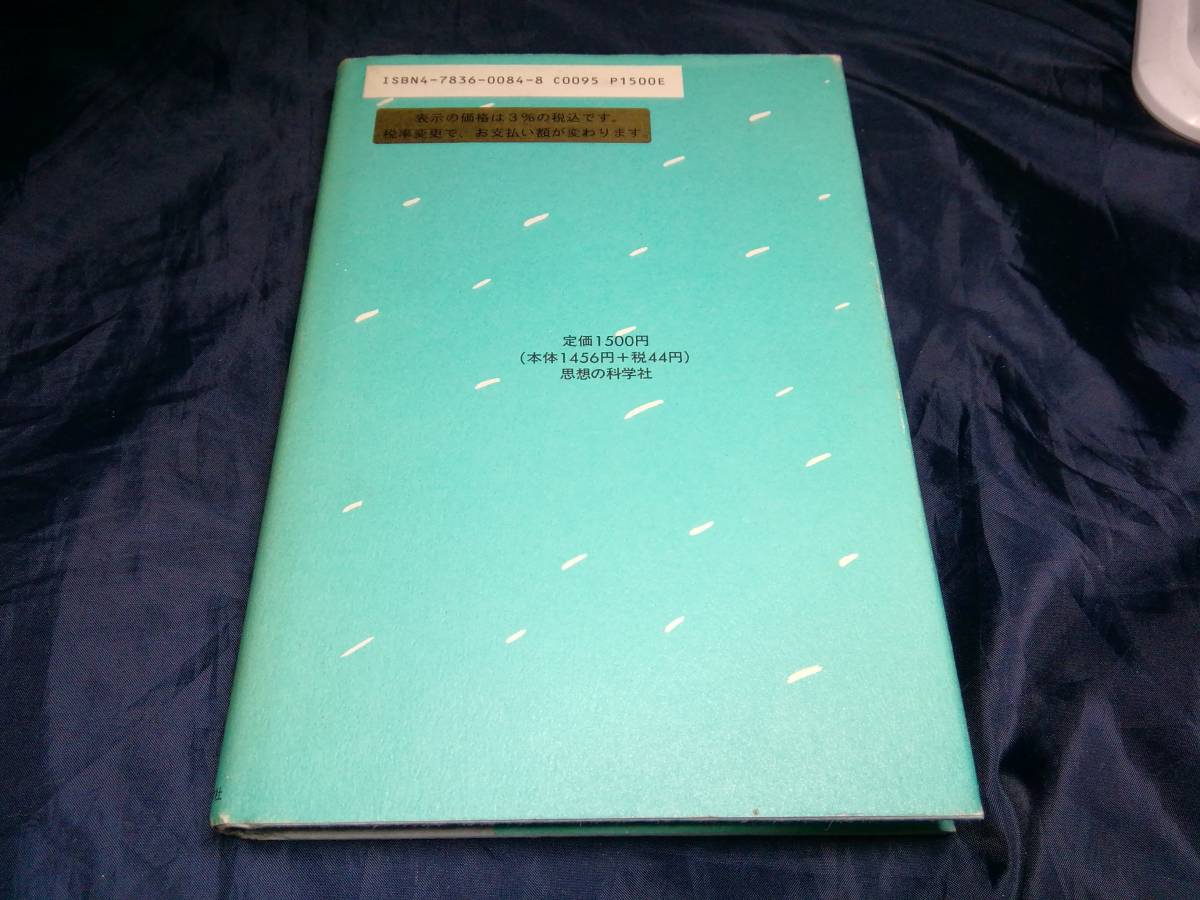 ISBN4-7836-0084-8 C0095 P1500E
表示の価格は3%の税込です。
税率変更で、お支払い額が変わります。
定価1500円
(本体1456円+税44円)
思想の科学社
社